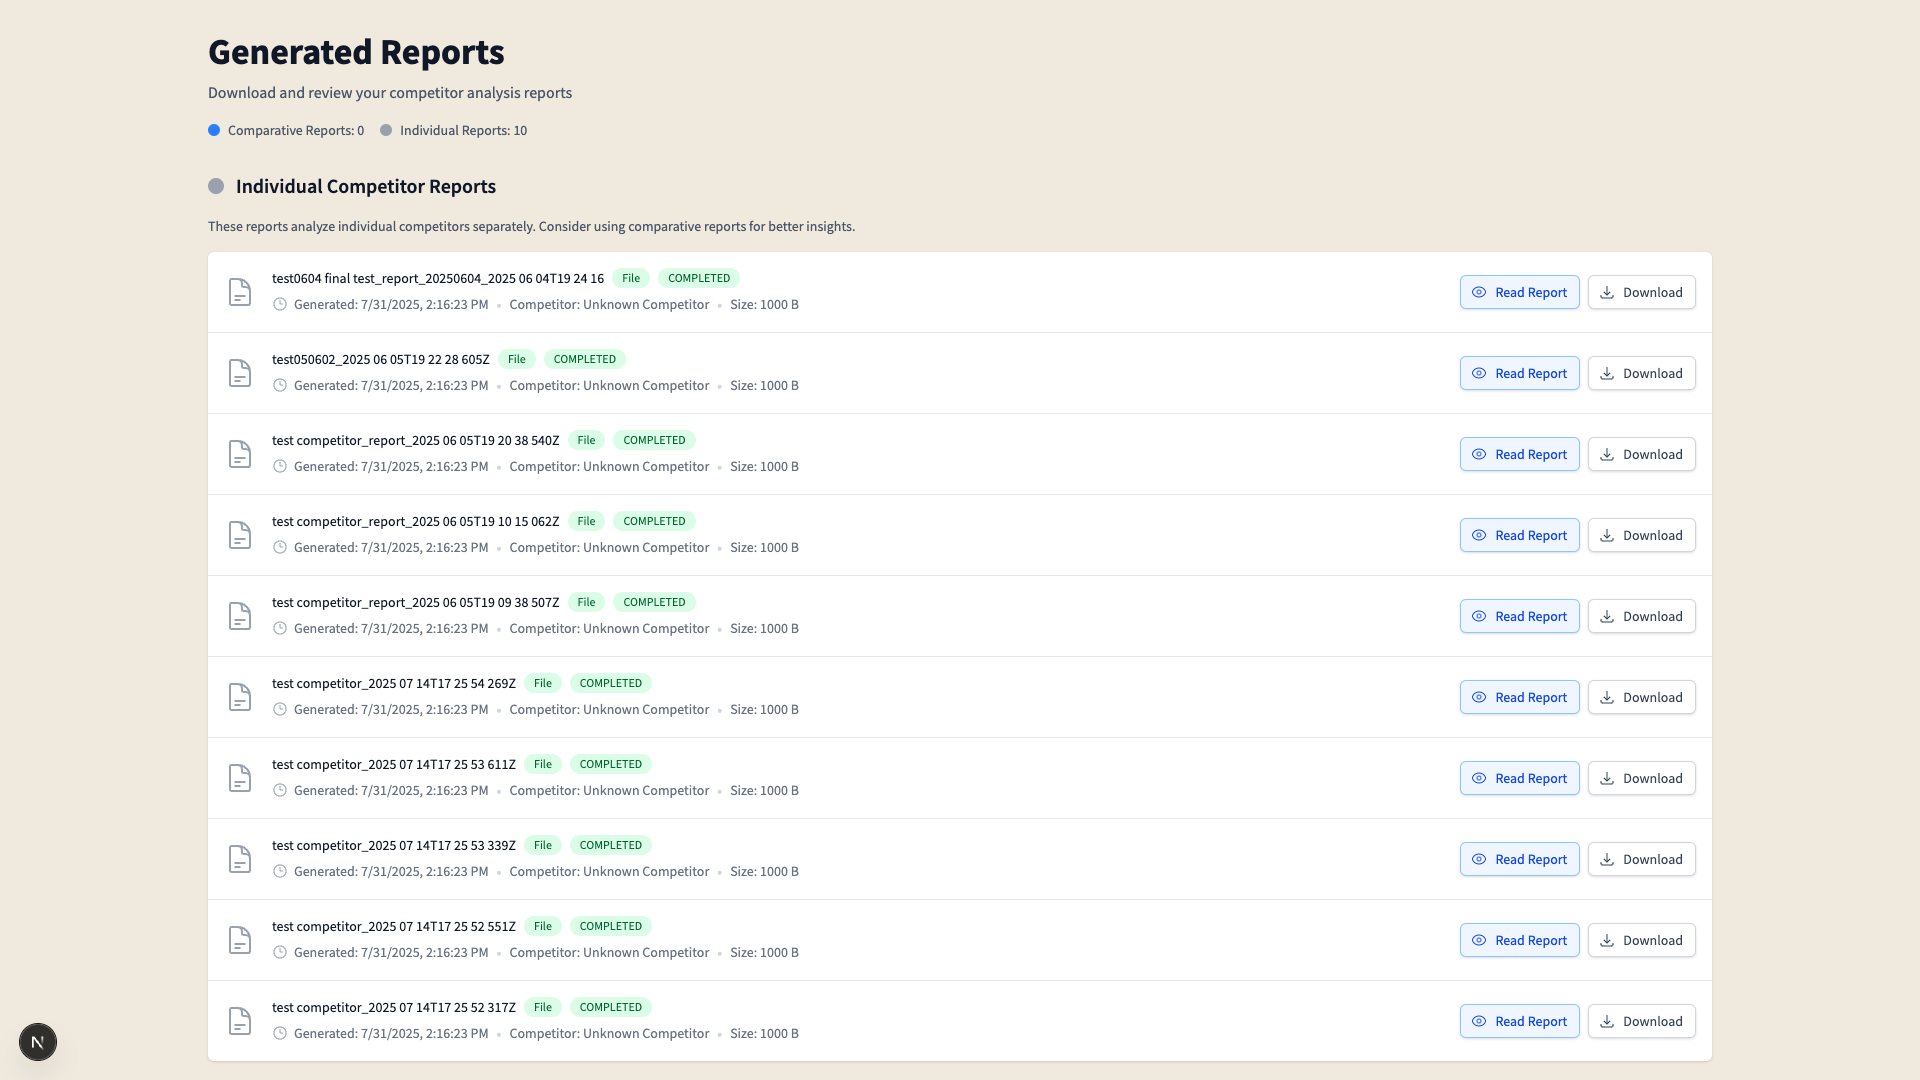 Generated Reports
Download and review your competitor analysis reports
Comparative Reports: 0 Individual Reports: 10
Individual Competitor Reports
These reports analyze individual competitors separately. Consider using comparative reports for better insights.
test0604 final test_report_20250604_2025 06 04T19 24 16 File COMPLETED
Generated: 7/31/2025, 2:16:23 PM • Competitor: Unknown Competitor • Size: 1000 B
Read Report Download
test050602_2025 06 05T19 22 28 605Z File COMPLETED
Generated: 7/31/2025, 2:16:23 PM • Competitor: Unknown Competitor • Size: 1000 B
Read Report Download
test competitor_report_2025 06 05T19 20 38 540Z File COMPLETED
Generated: 7/31/2025, 2:16:23 PM • Competitor: Unknown Competitor • Size: 1000 B
Read Report Download
test competitor_report_2025 06 05T19 10 15 062Z File COMPLETED
Generated: 7/31/2025, 2:16:23 PM • Competitor: Unknown Competitor • Size: 1000 B
Read Report Download
test competitor_report_2025 06 05T19 09 38 507Z File COMPLETED
Generated: 7/31/2025, 2:16:23 PM • Competitor: Unknown Competitor • Size: 1000 B
Read Report Download
test competitor_2025 07 14T17 25 54 269Z File COMPLETED
Generated: 7/31/2025, 2:16:23 PM • Competitor: Unknown Competitor • Size: 1000 B
Read Report Download
test competitor_2025 07 14T17 25 53 611Z File COMPLETED
Generated: 7/31/2025, 2:16:23 PM • Competitor: Unknown Competitor • Size: 1000 B
Read Report Download
test competitor_2025 07 14T17 25 53 339Z File COMPLETED
Generated: 7/31/2025, 2:16:23 PM • Competitor: Unknown Competitor • Size: 1000 B
Read Report Download
test competitor_2025 07 14T17 25 52 551Z File COMPLETED
Generated: 7/31/2025, 2:16:23 PM • Competitor: Unknown Competitor • Size: 1000 B
Read Report Download
test competitor_2025 07 14T17 25 52 317Z File COMPLETED
Generated: 7/31/2025, 2:16:23 PM • Competitor: Unknown Competitor • Size: 1000 B
Read Report Download
N